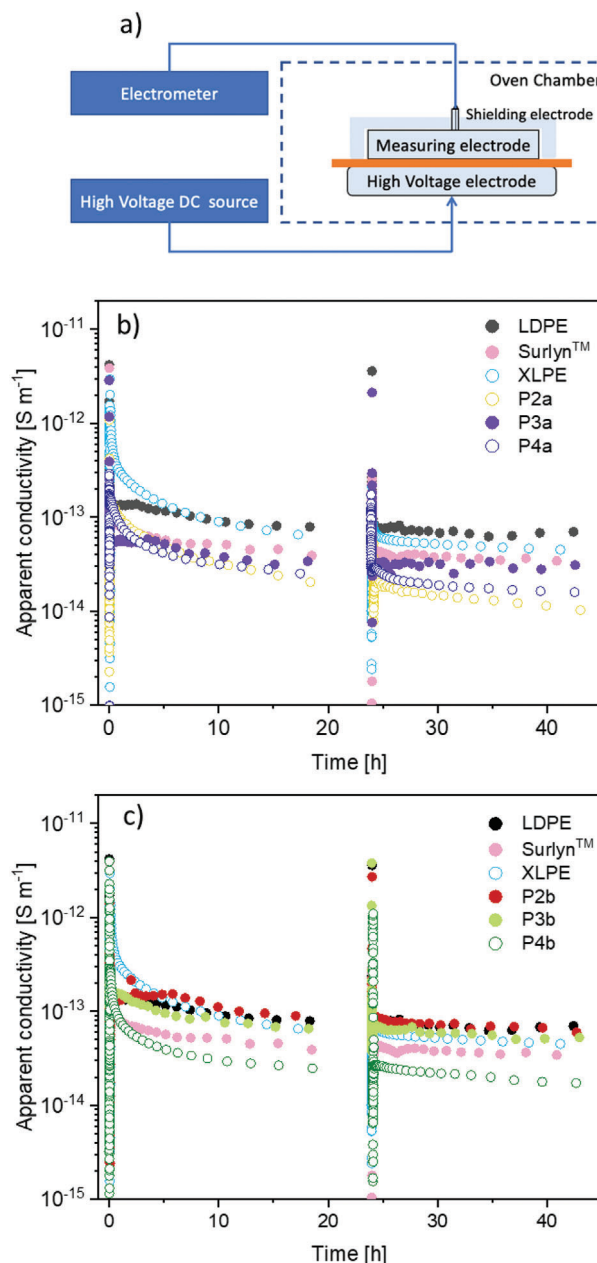 a)
Electrometer
High Voltage DC source
Oven Chamber
Shielding electrode
Measuring electrode
High Voltage electrode
b)
LDPE
Surlyn™
XLPE
P2a
P3a
P4a
Apparent conductivity [S m⁻¹]
10⁻¹¹
10⁻¹²
10⁻¹³
10⁻¹⁴
10⁻¹⁵
0 10 20 30 40
Time [h]
c)
LDPE
Surlyn™
XLPE
P2b
P3b
P4b
Apparent conductivity [S m⁻¹]
10⁻¹¹
10⁻¹²
10⁻¹³
10⁻¹⁴
10⁻¹⁵
0 10 20 30 40
Time [h]